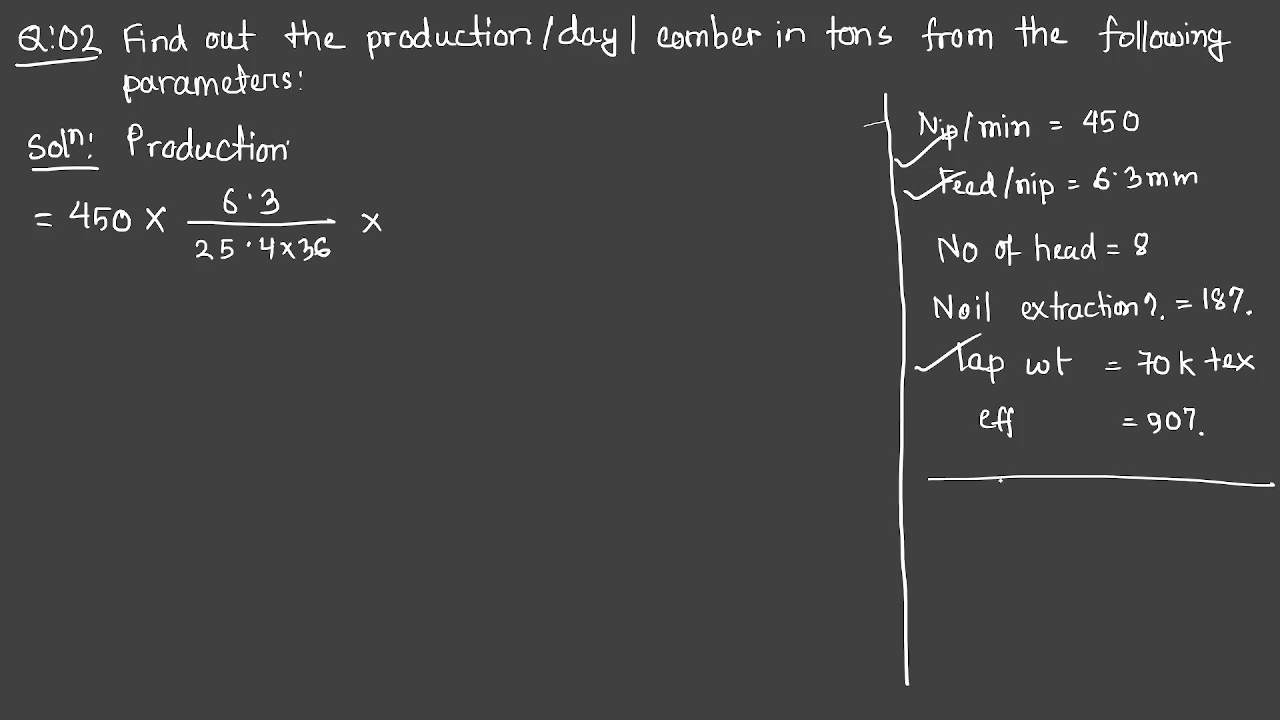 Q:02 Find out the production/day/comber in tons from the following
parameters:
Solⁿ: Production
= 450 × 6.3 / 25.4×36 ×
Nip/min = 450
Feed/nip = 6.3mm
No of head = 8
Noil extraction% = 18%
Lap wt = 70 k tex
eff = 90%